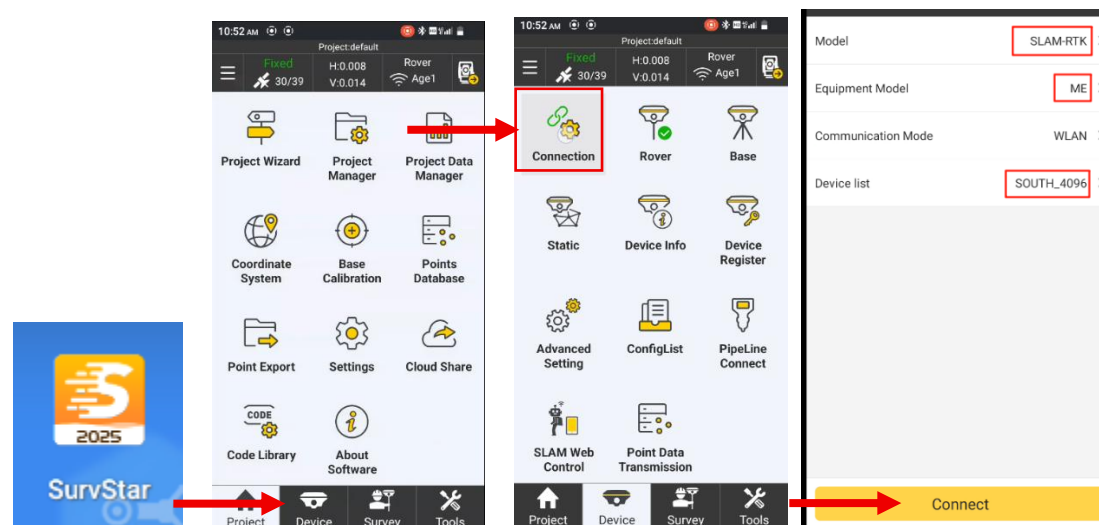 2025
SurvStar
10:52 AM
Project:default
Fixed
30/39
H:0.008
V:0.014
Rover
Age1
Project Wizard
Project
Manager
Project Data
Manager
Coordinate
System
Base
Calibration
Points
Database
Point Export
Settings
Cloud Share
CODE
Code Library
About
Software
Project
Device
Survey
Tools
10:52 AM
Project:default
Fixed
30/39
H:0.008
V:0.014
Rover
Age1
Connection
Rover
Base
Static
Device Info
Device
Register
Advanced
Setting
ConfigList
PipeLine
Connect
SLAM Web
Control
Point Data
Transmission
Project
Device
Survey
Tools
Model SLAM-RTK
Equipment Model ME
Communication Mode WLAN
Device list SOUTH_4096
Connect